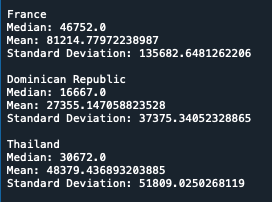 France
Median: 46752.0
Mean: 81214.77972238987
Standard Deviation: 135682.6481262206
Dominican Republic
Median: 16667.0
Mean: 27355.147058823528
Standard Deviation: 37375.34052328865
Thailand
Median: 30672.0
Mean: 48379.436893203885
Standard Deviation: 51809.0250268119